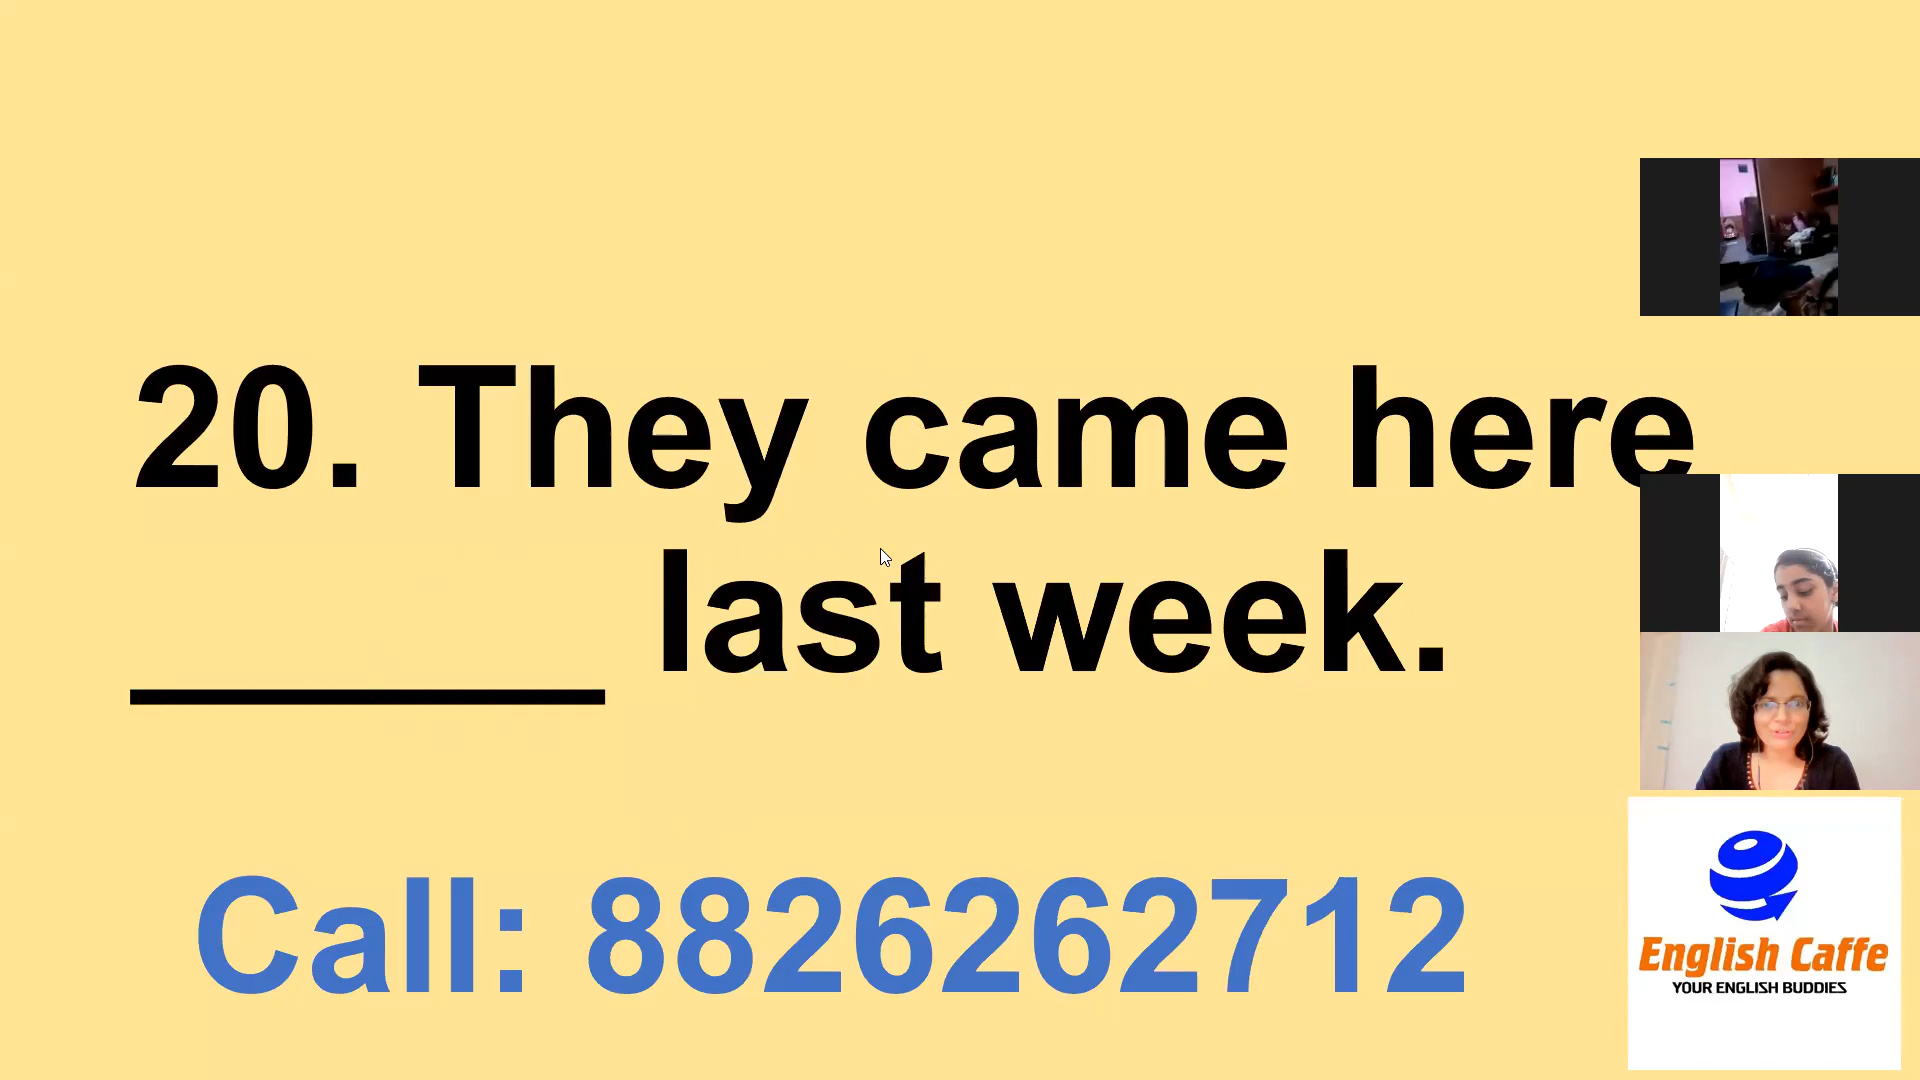 20. They came here
______ last week.
Call: 8826262712
English Caffe
YOUR ENGLISH BUDDIES